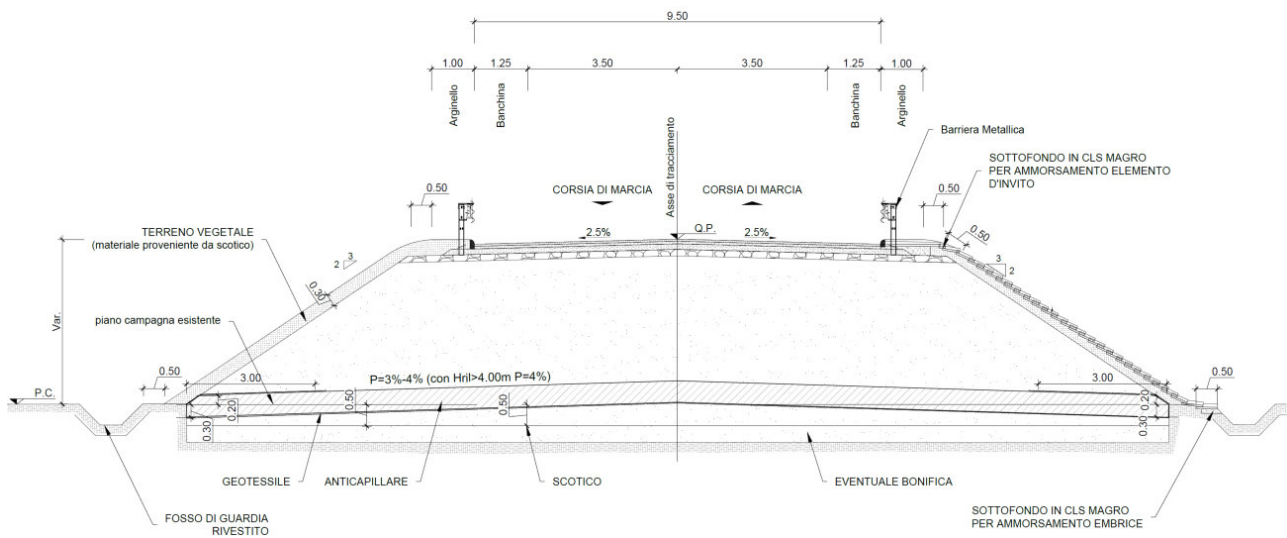 9.50
1.00
1.25
3.50
3.50
1.25
1.00
Arginello
Banchina
Asse di tracciamento
Banchina
Arginello
Barriera Metallica
SOTTOFONDO IN CLS MAGRO
PER AMMORSAMENTO ELEMENTO
D'INVITO
0.50
CORSIA DI MARCIA
CORSIA DI MARCIA
0.50
TERRENO VEGETALE
(materiale proveniente da scotico)
2.5%
Q.P.
2.5%
0.50
3
2
3
2
0.30
Var.
piano campagna esistente
0.50
3.00
P=3%-4% (con Hril>4.00m P=4%)
3.00
0.50
P.C.
0.20
0.50
0.50
0.20
0.30
0.30
GEOTESSILE
ANTICAPILLARE
SCOTICO
EVENTUALE BONIFICA
FOSSO DI GUARDIA
RIVESTITO
SOTTOFONDO IN CLS MAGRO
PER AMMORSAMENTO EMBRICE